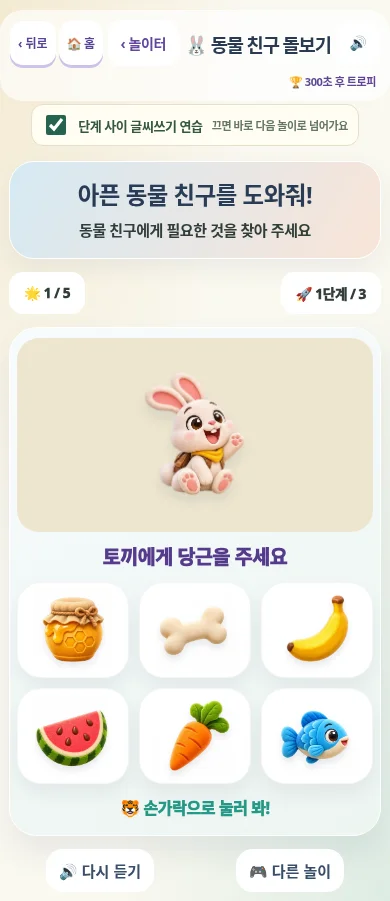 ‹ 뒤로 🏠 홈 ‹ 놀이터 🐰 동물 친구 돌보기 🔊
🏆 300초 후 트로피
단계 사이 글씨쓰기 연습 끄면 바로 다음 놀이로 넘어가요
아픈 동물 친구를 도와줘!
동물 친구에게 필요한 것을 찾아 주세요
🌟 1 / 5 🚀 1단계 / 3
토끼에게 당근을 주세요
🐯 손가락으로 눌러 봐!
🔊 다시 듣기 🎮 다른 놀이